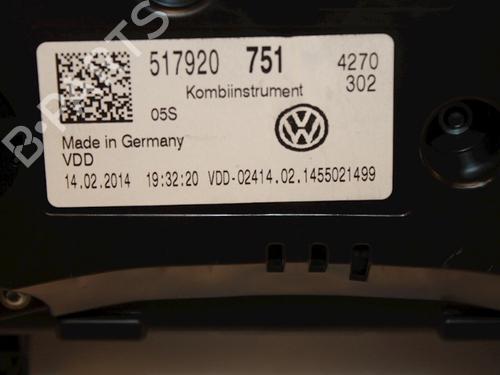 517920 751 4270
302
Kombiinstrument
05S
Made in Germany
VDD
14.02.2014 19:32:20 VDD-02414.02.1455021499
B-PARTS